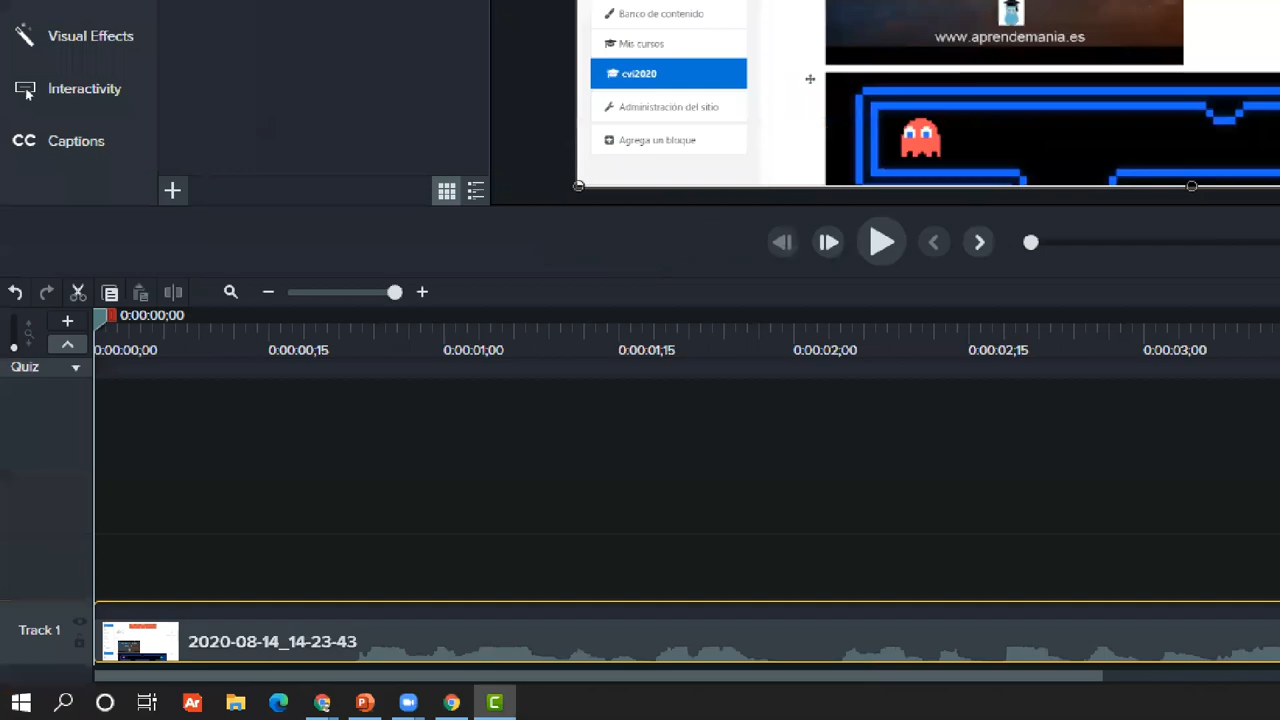 Visual Effects
Interactivity
CC Captions
Banco de contenido
Mis cursos
cvi2020
Administración del sitio
Agrega un bloque
www.aprendemania.es
0:00:00;00
0:00:00;00 0:00:00;15 0:00:01;00 0:00:01;15 0:00:02;00 0:00:02;15 0:00:03;00
Quiz
Track 1
2020-08-14_14-23-43
Ar
P
C